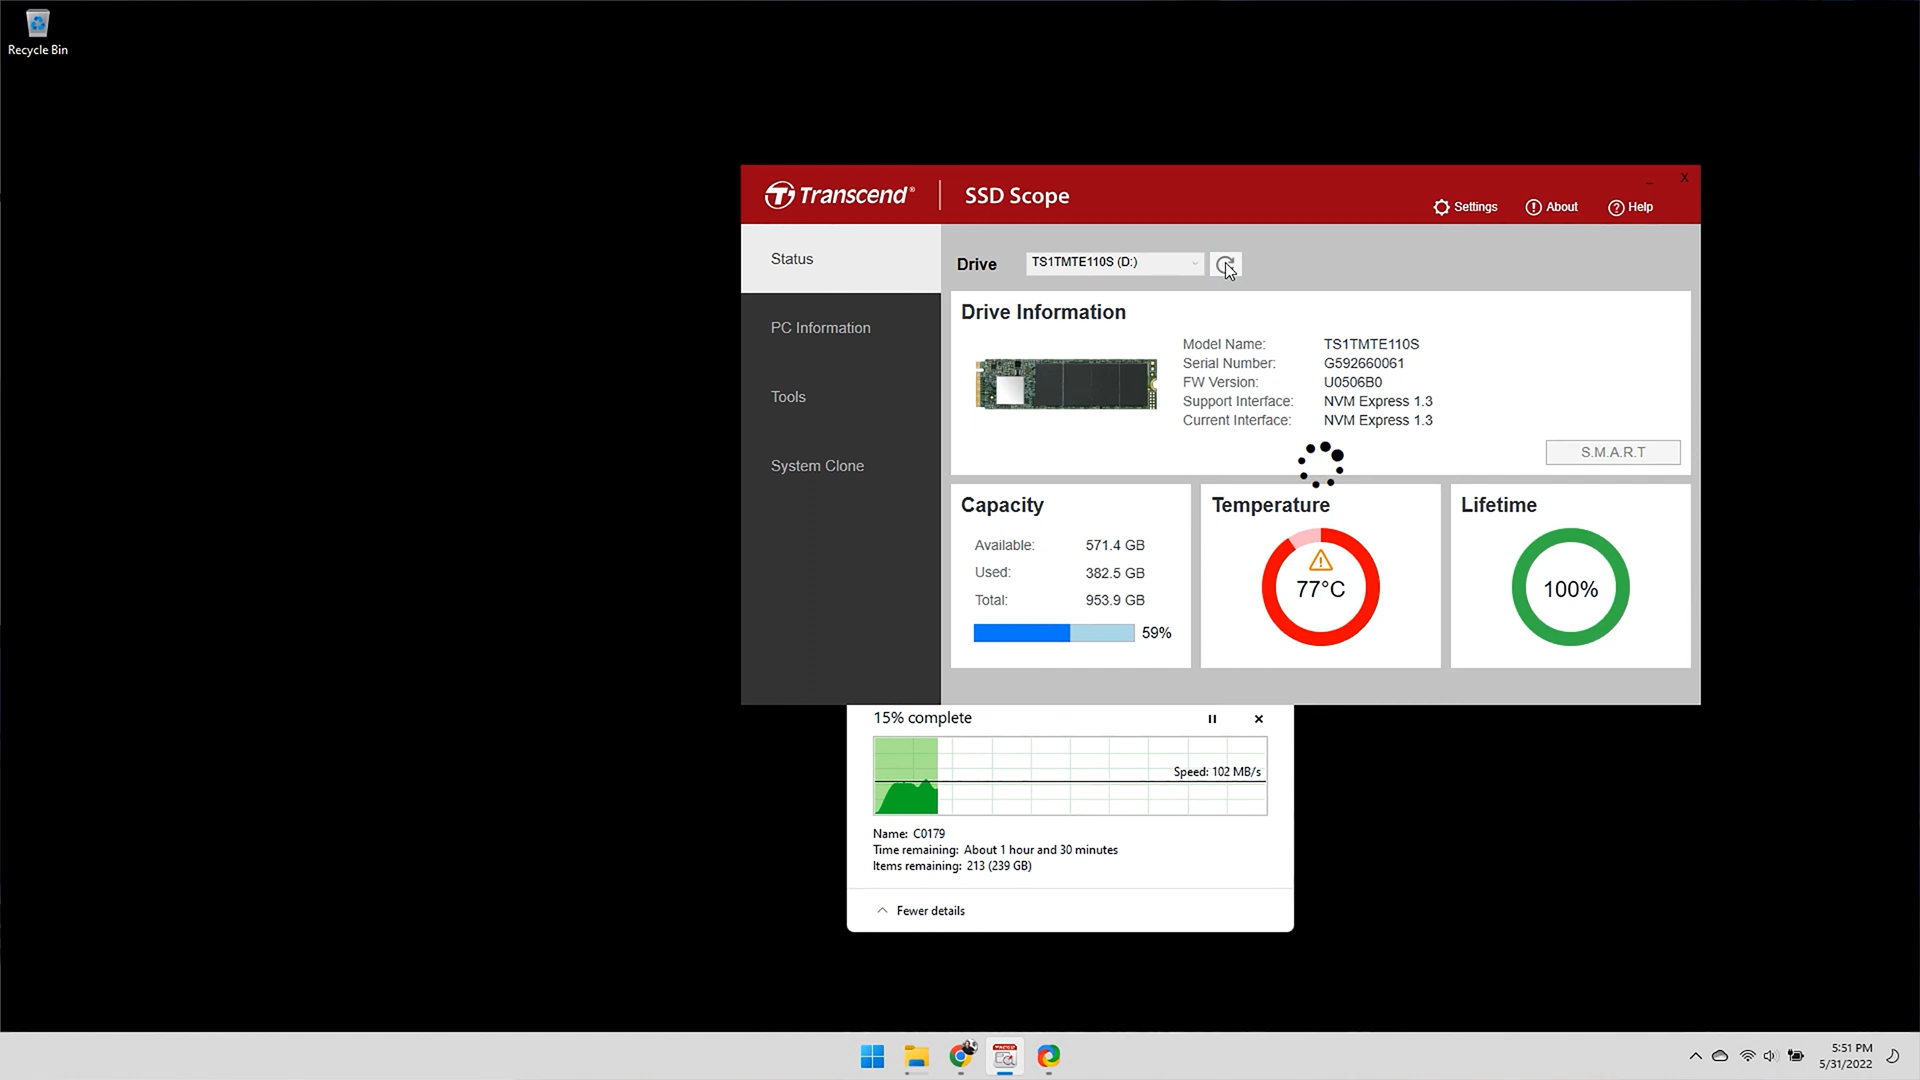 Recycle Bin
Transcend®
SSD Scope
_ X
Settings
About
Help
Status
PC Information
Tools
System Clone
Drive
TS1TMTE110S (D:)
Drive Information
Model Name: TS1TMTE110S
Serial Number: G592660061
FW Version: U0506B0
Support Interface: NVM Express 1.3
Current Interface: NVM Express 1.3
S.M.A.R.T
Capacity
Available: 571.4 GB
Used: 382.5 GB
Total: 953.9 GB
59%
Temperature
77°C
Lifetime
100%
15% complete
Speed: 102 MB/s
Name: C0179
Time remaining: About 1 hour and 30 minutes
Items remaining: 213 (239 GB)
Fewer details
5:51 PM
5/31/2022